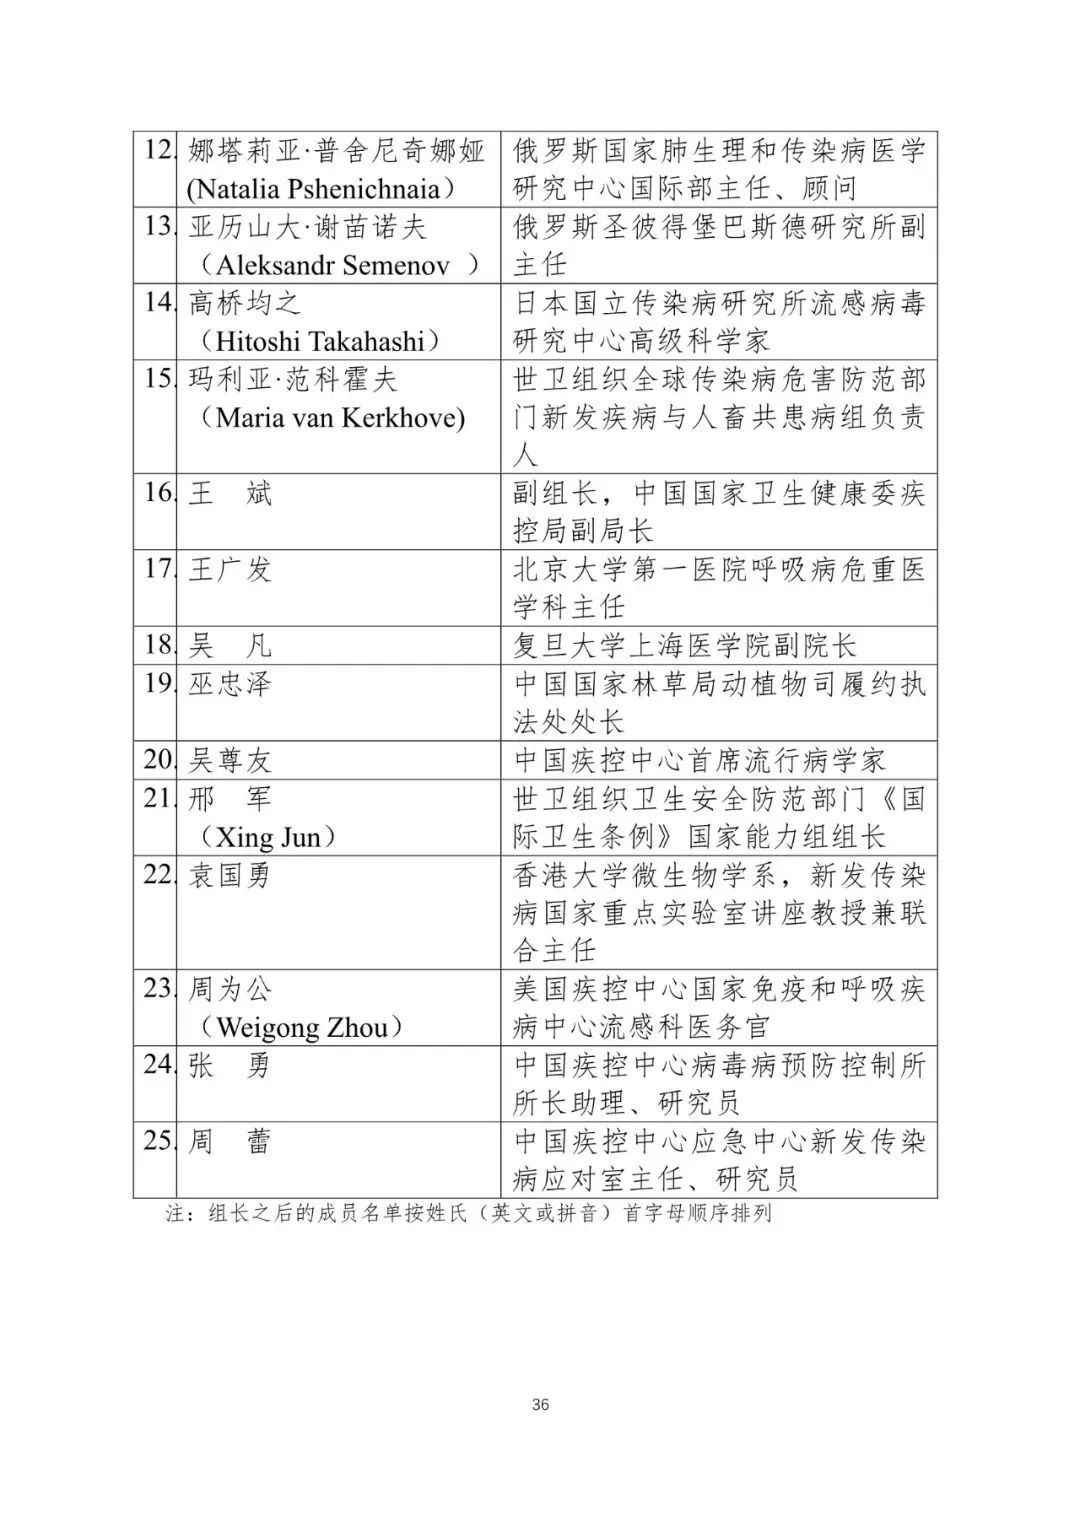 12. 娜塔莉亚·普舍尼奇娜娅
(Natalia Pshenichnaia）
俄罗斯国家肺生理和传染病医学
研究中心国际部主任、顾问
13. 亚历山大·谢苗诺夫
（Aleksandr Semenov ）
俄罗斯圣彼得堡巴斯德研究所副
主任
14. 高桥均之
（Hitoshi Takahashi）
日本国立传染病研究所流感病毒
研究中心高级科学家
15. 玛利亚·范科霍夫
（Maria van Kerkhove)
世卫组织全球传染病危害防范部
门新发疾病与人畜共患病组负责
人
16. 王　斌
副组长，中国国家卫生健康委疾
控局副局长
17. 王广发
北京大学第一医院呼吸病危重医
学科主任
18. 吴　凡
复旦大学上海医学院副院长
19. 巫忠泽
中国国家林草局动植物司履约执
法处处长
20. 吴尊友
中国疾控中心首席流行病学家
21. 邢　军
（Xing Jun）
世卫组织卫生安全防范部门《国
际卫生条例》国家能力组组长
22. 袁国勇
香港大学微生物学系，新发传染
病国家重点实验室讲座教授兼联
合主任
23. 周为公
（Weigong Zhou）
美国疾控中心国家免疫和呼吸疾
病中心流感科医务官
24. 张　勇
中国疾控中心病毒病预防控制所
所长助理、研究员
25. 周　蕾
中国疾控中心应急中心新发传染
病应对室主任、研究员
注：组长之后的成员名单按姓氏（英文或拼音）首字母顺序排列
36